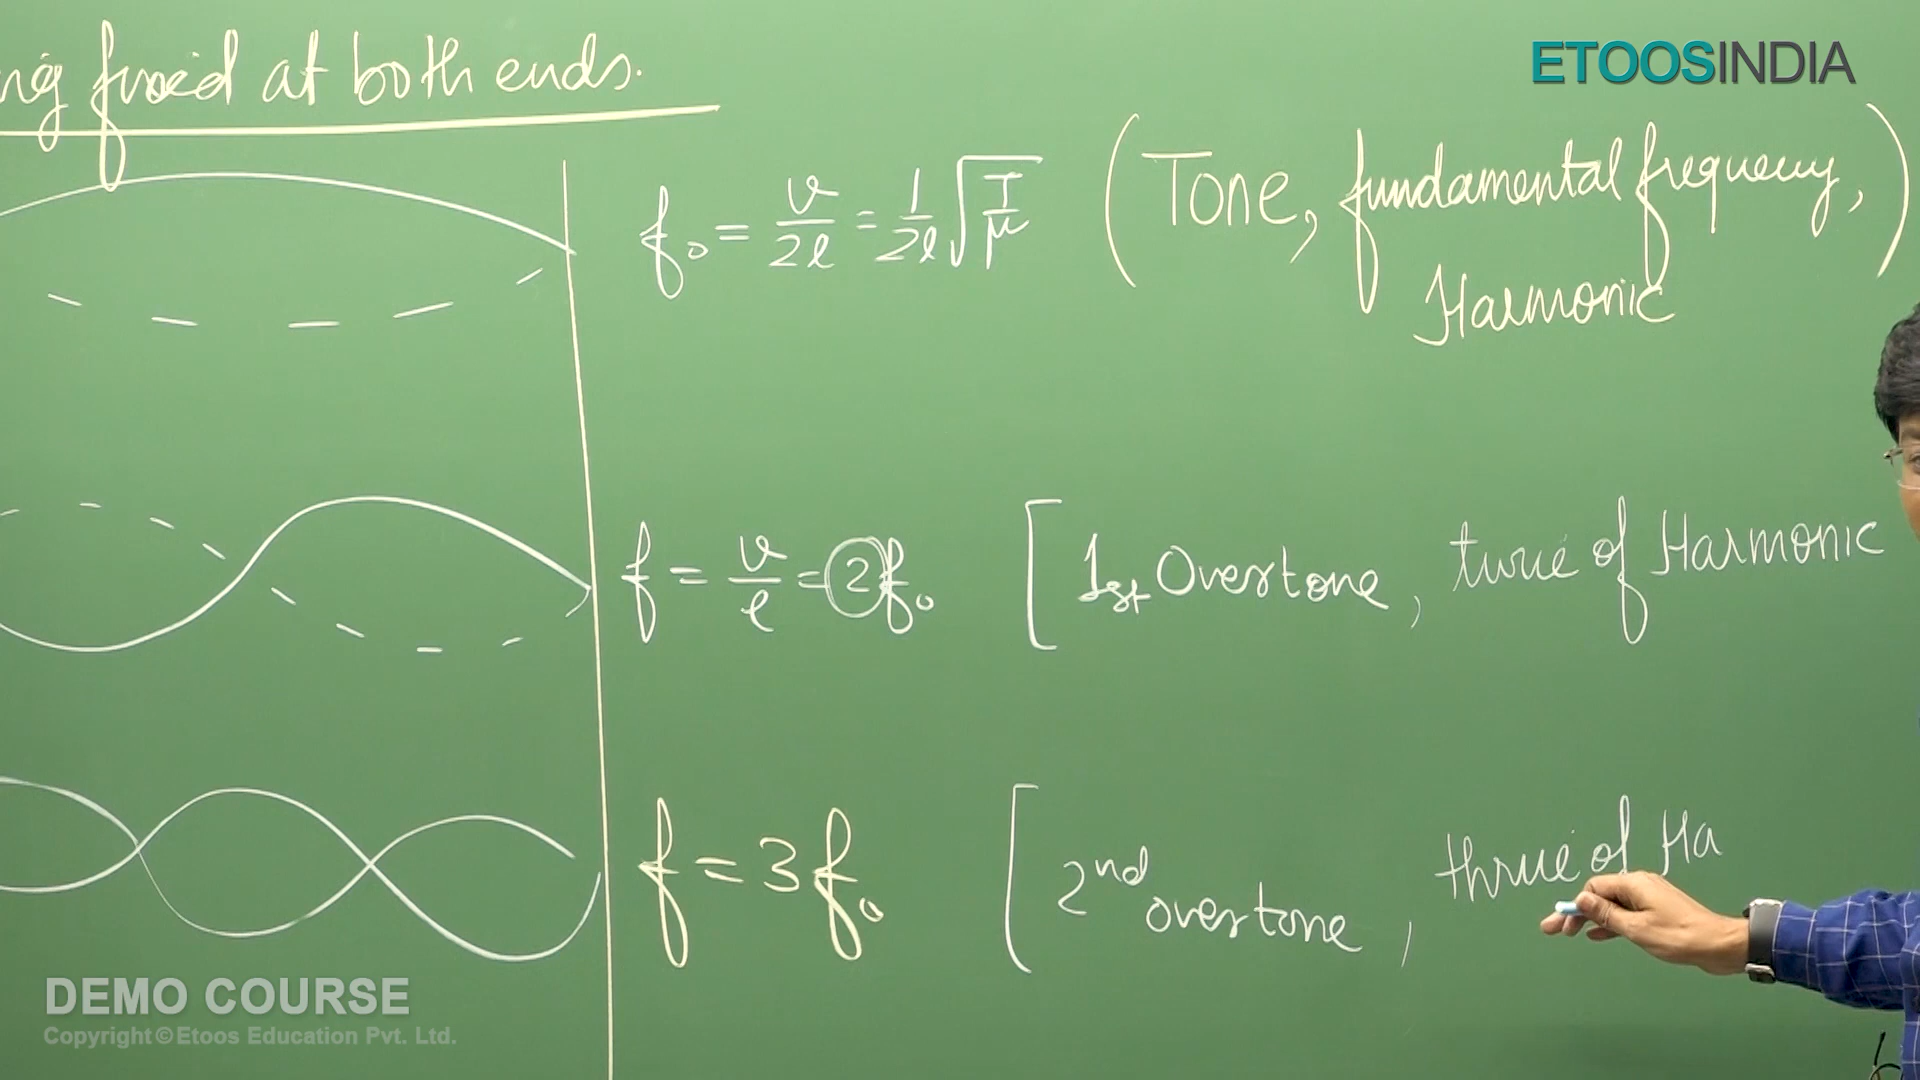 ng fixed at both ends.
ETOOSINDIA
f₀ = v/2l = 1/2l √T/μ (Tone, fundamental frequency,)
Harmonic
f = v/l = 2f₀ [1st Overtone, twice of Harmonic
f = 3f₀ [2nd overtone, thrice of Ha
DEMO COURSE
Copyright © Etoos Education Pvt. Ltd.